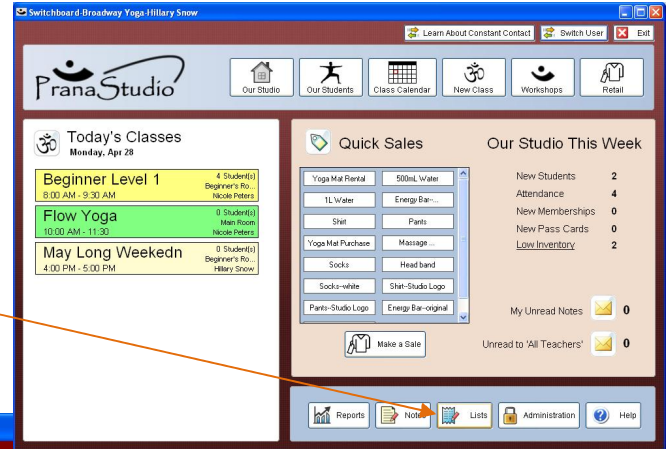 Switchboard-Broadway Yoga-Hillary Snow
Learn About Constant Contact
Switch User
Exit
PranaStudio
Our Studio
Our Students
Class Calendar
New Class
Workshops
Retail
Today's Classes
Monday, Apr 28
Beginner Level 1
8:00 AM - 9:30 AM
4 Student(s)
Beginner's Ro...
Nicole Peters
Flow Yoga
10:00 AM - 11:30
0 Student(s)
Main Room
Nicole Peters
May Long Weekedn
4:00 PM - 5:00 PM
0 Student(s)
Beginner's Ro...
Hillary Snow
Quick Sales
Yoga Mat Rental
500mL Water
1L Water
Energy Bar--...
Shirt
Pants
Yoga Mat Purchase
Massage ...
Socks
Head band
Socks--white
Shirt--Studio Logo
Pants--Studio Logo
Energy Bar--original
Make a Sale
Our Studio This Week
New Students 2
Attendance 4
New Memberships 0
New Pass Cards 0
Low Inventory 2
My Unread Notes 0
Unread to 'All Teachers' 0
Reports
Notes
Lists
Administration
Help